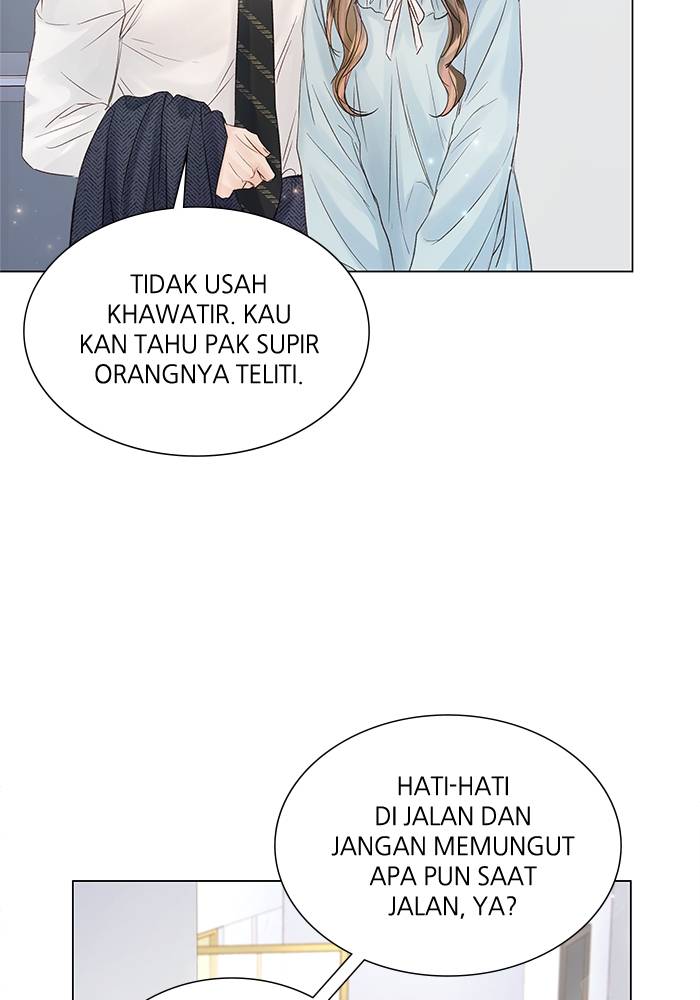 TIDAK USAH
KHAWATIR. KAU
KAN TAHU PAK SUPIR
ORANGNYA TELITI.
HATI-HATI
DI JALAN DAN
JANGAN MEMUNGUT
APA PUN SAAT
JALAN, YA?